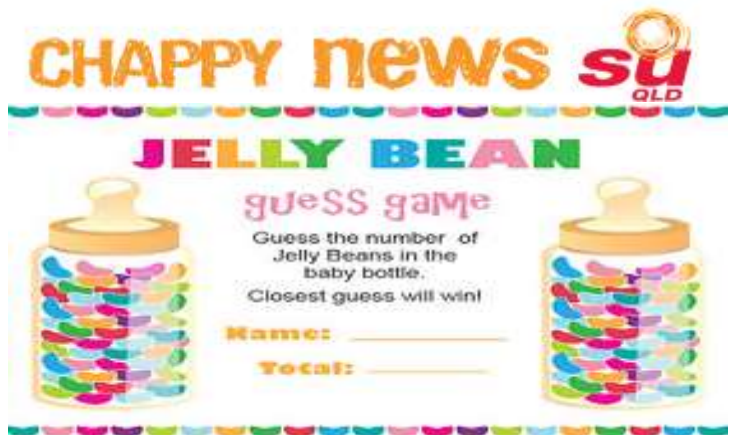 CHAPPY news su
QLD
JELLY BEAN
guess game
Guess the number of
Jelly Beans in the
baby bottle.
Closest guess will win!
Name:
Total: